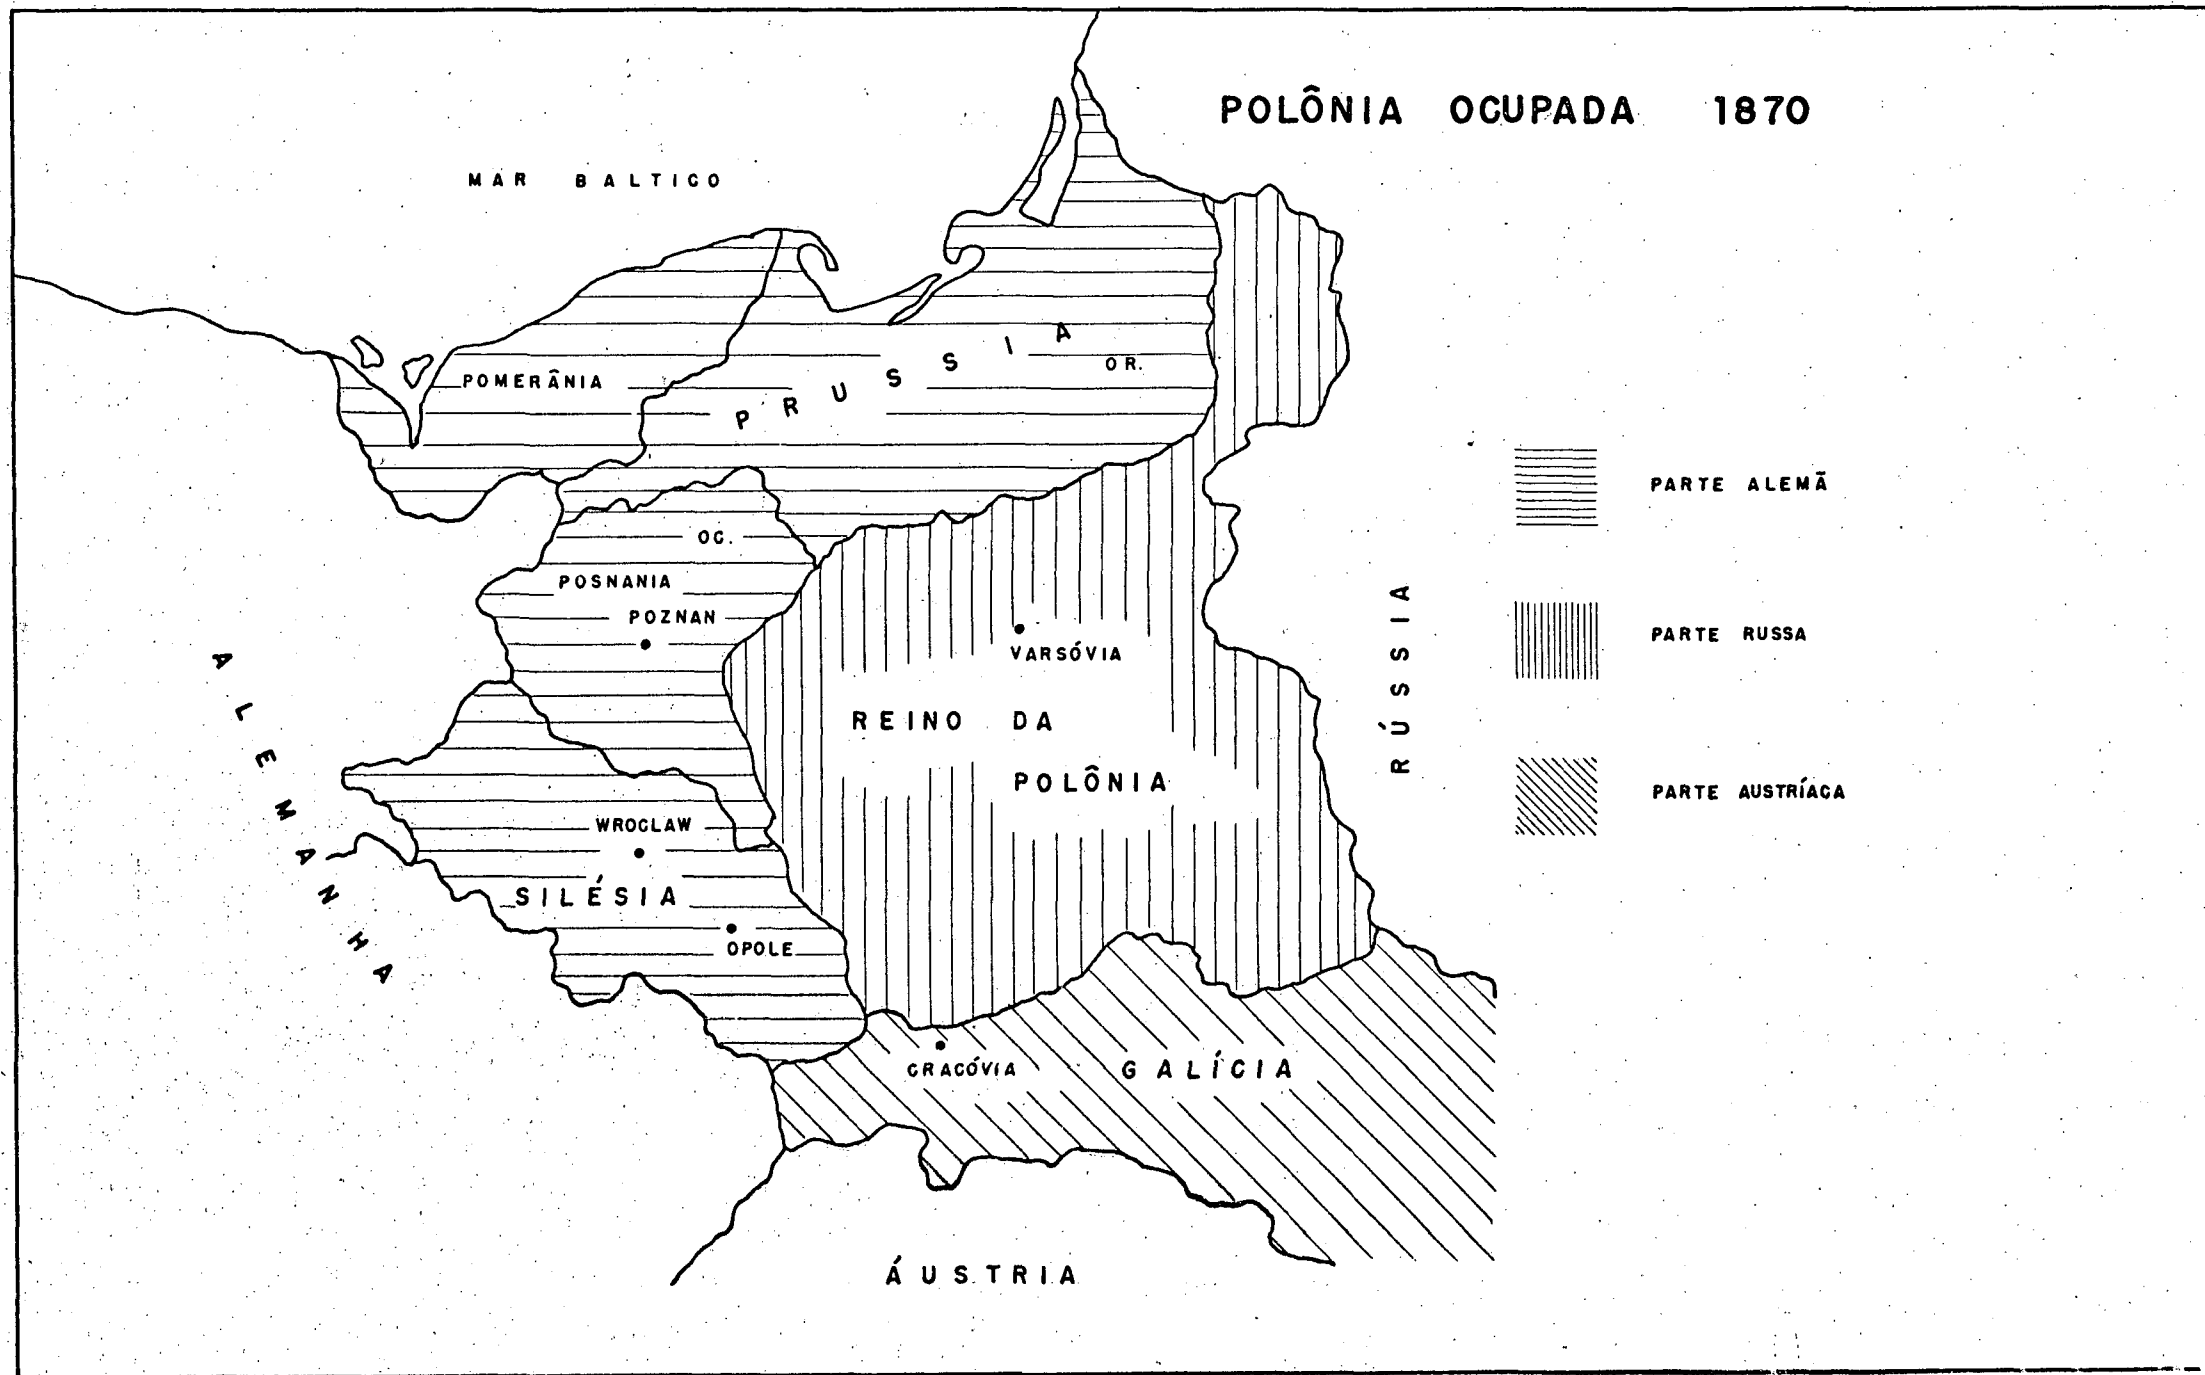 POLÔNIA OCUPADA 1870
MAR BALTICO
POMERÂNIA
PRUSSIA
OR.
OC.
POSNANIA
POZNAN
VARSÓVIA
REINO DA
POLÔNIA
WROCLAW
SILÉSIA
OPOLE
CRACÓVIA
GALÍCIA
ALEMANHA
RÚSSIA
ÁUSTRIA
PARTE ALEMÃ
PARTE RUSSA
PARTE AUSTRÍACA